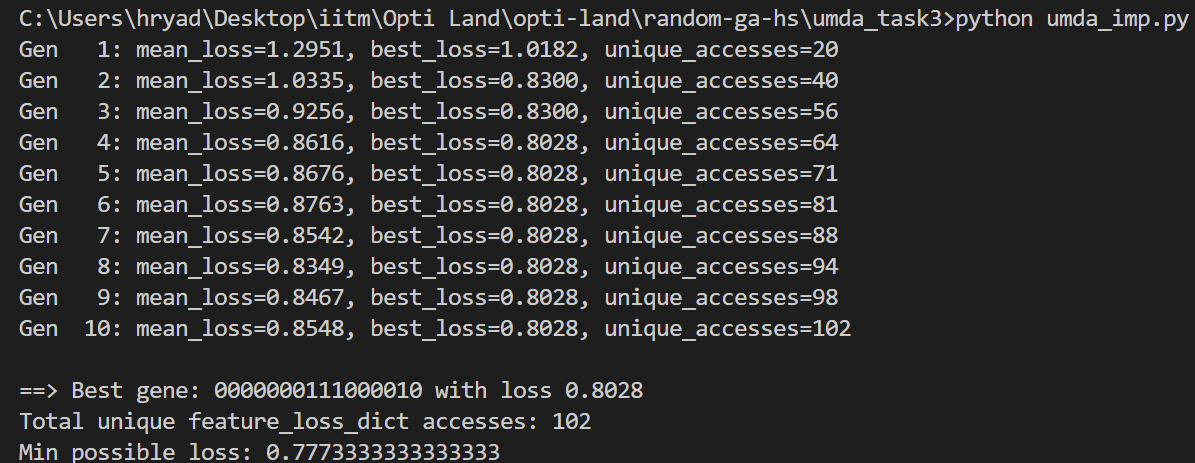 C:\Users\hryad\Desktop\iitm\Opti Land\opti-land\random-ga-hs\umda_task3>python umda_imp.py
Gen   1: mean_loss=1.2951, best_loss=1.0182, unique_accesses=20
Gen   2: mean_loss=1.0335, best_loss=0.8300, unique_accesses=40
Gen   3: mean_loss=0.9256, best_loss=0.8300, unique_accesses=56
Gen   4: mean_loss=0.8616, best_loss=0.8028, unique_accesses=64
Gen   5: mean_loss=0.8676, best_loss=0.8028, unique_accesses=71
Gen   6: mean_loss=0.8763, best_loss=0.8028, unique_accesses=81
Gen   7: mean_loss=0.8542, best_loss=0.8028, unique_accesses=88
Gen   8: mean_loss=0.8349, best_loss=0.8028, unique_accesses=94
Gen   9: mean_loss=0.8467, best_loss=0.8028, unique_accesses=98
Gen  10: mean_loss=0.8548, best_loss=0.8028, unique_accesses=102

==> Best gene: 0000000111000010 with loss 0.8028
Total unique feature_loss_dict accesses: 102
Min possible loss: 0.7773333333333333